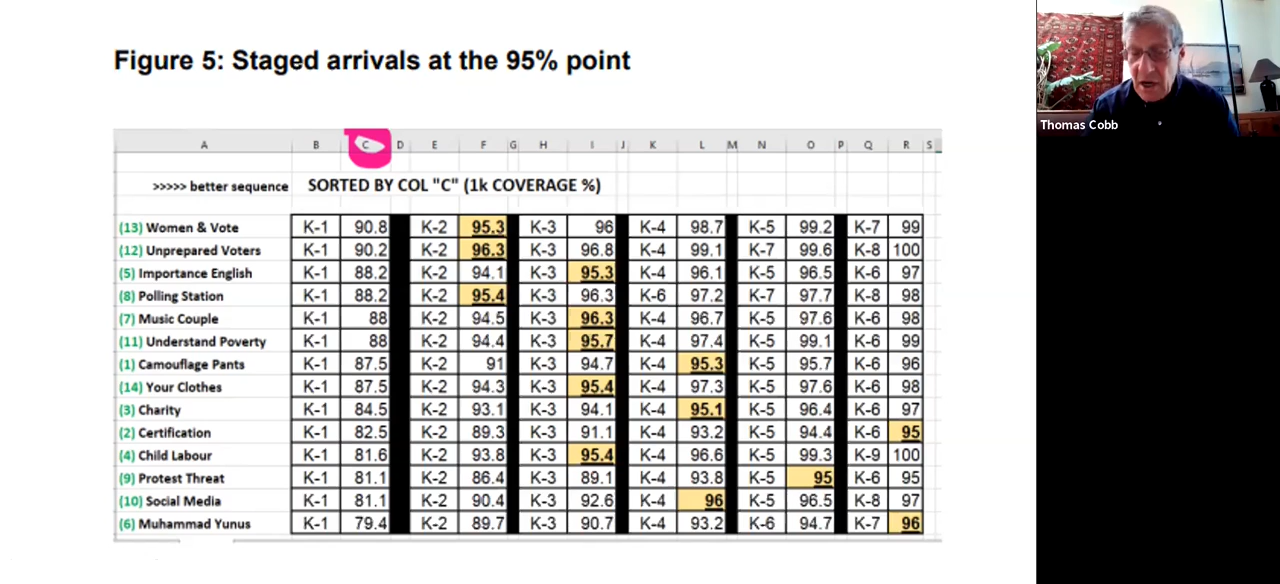 Figure 5: Staged arrivals at the 95% point
Thomas Cobb
A B C D E F G H I J K L M N O P Q R S
>>>>> better sequence SORTED BY COL "C" (1k COVERAGE %)
(13) Women & Vote K-1 90.8 K-2 95.3 K-3 96 K-4 98.7 K-5 99.2 K-7 99
(12) Unprepared Voters K-1 90.2 K-2 96.3 K-3 96.8 K-4 99.1 K-7 99.6 K-8 100
(5) Importance English K-1 88.2 K-2 94.1 K-3 95.3 K-4 96.1 K-5 96.5 K-6 97
(8) Polling Station K-1 88.2 K-2 95.4 K-3 96.3 K-6 97.2 K-7 97.7 K-8 98
(7) Music Couple K-1 88 K-2 94.5 K-3 96.3 K-4 96.7 K-5 97.6 K-6 98
(11) Understand Poverty K-1 88 K-2 94.4 K-3 95.7 K-4 97.4 K-5 99.1 K-6 99
(1) Camouflage Pants K-1 87.5 K-2 91 K-3 94.7 K-4 95.3 K-5 95.7 K-6 96
(14) Your Clothes K-1 87.5 K-2 94.3 K-3 95.4 K-4 97.3 K-5 97.6 K-6 98
(3) Charity K-1 84.5 K-2 93.1 K-3 94.1 K-4 95.1 K-5 96.4 K-6 97
(2) Certification K-1 82.5 K-2 89.3 K-3 91.1 K-4 93.2 K-5 94.4 K-6 95
(4) Child Labour K-1 81.6 K-2 93.8 K-3 95.4 K-4 96.6 K-5 99.3 K-9 100
(9) Protest Threat K-1 81.1 K-2 86.4 K-3 89.1 K-4 93.8 K-5 95 K-6 95
(10) Social Media K-1 81.1 K-2 90.4 K-3 92.6 K-4 96 K-5 96.5 K-8 97
(6) Muhammad Yunus K-1 79.4 K-2 89.7 K-3 90.7 K-4 93.2 K-6 94.7 K-7 96